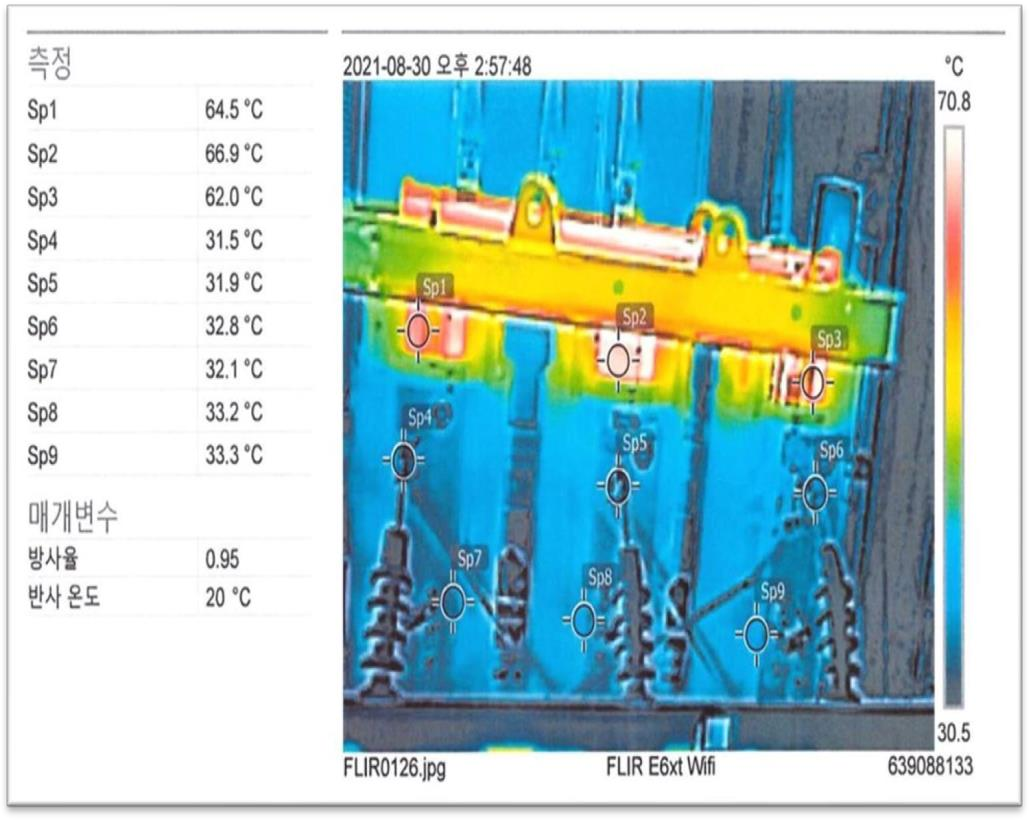 측정
Sp1 64.5 °C
Sp2 66.9 °C
Sp3 62.0 °C
Sp4 31.5 °C
Sp5 31.9 °C
Sp6 32.8 °C
Sp7 32.1 °C
Sp8 33.2 °C
Sp9 33.3 °C
매개변수
방사율 0.95
반사 온도 20 °C
2021-08-30 오후 2:57:48
°C
70.8
Sp1
Sp2
Sp3
Sp4
Sp5
Sp6
Sp7
Sp8
Sp9
30.5
FLIR0126.jpg FLIR E6xt Wifi 639088133